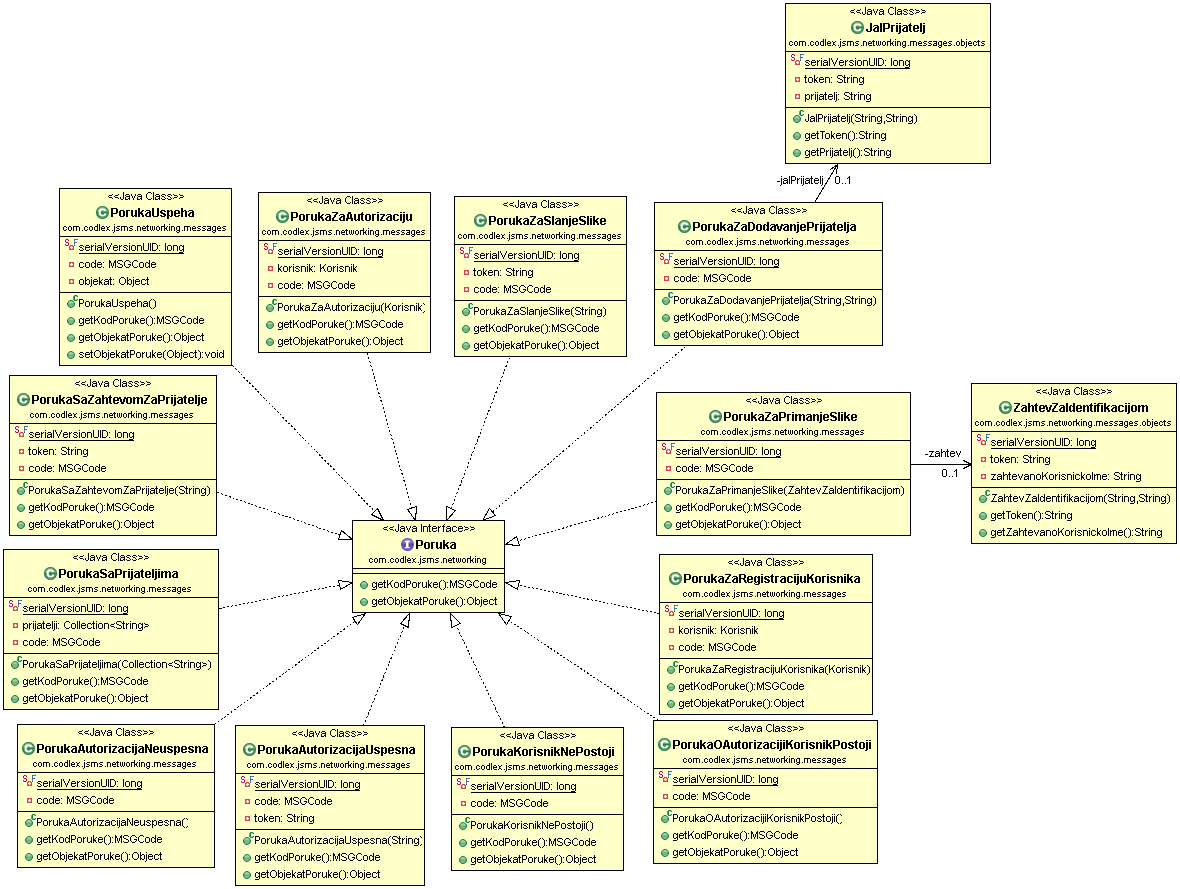 <<Java Class>>
JaIPrijatelj
com.codlex.jsms.networking.messages.objects
serialVersionUID: long
token: String
prijatelj: String
JaIPrijatelj(String,String)
getToken():String
getPrijatelj():String
-jaIPrijatelj
0..1
<<Java Class>>
PorukaUspeha
com.codlex.jsms.networking.messages
serialVersionUID: long
code: MSGCode
objekat: Object
PorukaUspeha()
getKodPoruke():MSGCode
getObjekatPoruke():Object
setObjekatPoruke(Object):void
<<Java Class>>
PorukaZaAutorizaciju
com.codlex.jsms.networking.messages
serialVersionUID: long
korisnik: Korisnik
code: MSGCode
PorukaZaAutorizaciju(Korisnik)
getKodPoruke():MSGCode
getObjekatPoruke():Object
<<Java Class>>
PorukaZaSlanjeSlike
com.codlex.jsms.networking.messages
serialVersionUID: long
token: String
code: MSGCode
PorukaZaSlanjeSlike(String)
getKodPoruke():MSGCode
getObjekatPoruke():Object
<<Java Class>>
PorukaZaDodavanjePrijatelja
com.codlex.jsms.networking.messages
serialVersionUID: long
code: MSGCode
PorukaZaDodavanjePrijatelja(String,String)
getKodPoruke():MSGCode
getObjekatPoruke():Object
<<Java Class>>
PorukaSaZahtevomZaPrijatelje
com.codlex.jsms.networking.messages
serialVersionUID: long
token: String
code: MSGCode
PorukaSaZahtevomZaPrijatelje(String)
getKodPoruke():MSGCode
getObjekatPoruke():Object
<<Java Class>>
PorukaZaPrimanjeSlike
com.codlex.jsms.networking.messages
serialVersionUID: long
code: MSGCode
PorukaZaPrimanjeSlike(ZahtevZaIdentifikacijom)
getKodPoruke():MSGCode
getObjekatPoruke():Object
-zahtev
0..1
<<Java Class>>
ZahtevZaIdentifikacijom
com.codlex.jsms.networking.messages.objects
serialVersionUID: long
token: String
zahtevanoKorisnickoIme: String
ZahtevZaIdentifikacijom(String,String)
getToken():String
getZahtevanoKorisnickoIme():String
<<Java Interface>>
Poruka
com.codlex.jsms.networking
getKodPoruke():MSGCode
getObjekatPoruke():Object
<<Java Class>>
PorukaSaPrijateljima
com.codlex.jsms.networking.messages
serialVersionUID: long
prijatelji: Collection<String>
code: MSGCode
PorukaSaPrijateljima(Collection<String>)
getKodPoruke():MSGCode
getObjekatPoruke():Object
<<Java Class>>
PorukaZaRegistracijuKorisnika
com.codlex.jsms.networking.messages
serialVersionUID: long
korisnik: Korisnik
code: MSGCode
PorukaZaRegistracijuKorisnika(Korisnik)
getKodPoruke():MSGCode
getObjekatPoruke():Object
<<Java Class>>
PorukaAutorizacijaNeuspesna
com.codlex.jsms.networking.messages
serialVersionUID: long
code: MSGCode
PorukaAutorizacijaNeuspesna()
getKodPoruke():MSGCode
getObjekatPoruke():Object
<<Java Class>>
PorukaAutorizacijaUspesna
com.codlex.jsms.networking.messages
serialVersionUID: long
code: MSGCode
token: String
PorukaAutorizacijaUspesna(String)
getKodPoruke():MSGCode
getObjekatPoruke():Object
<<Java Class>>
PorukaKorisnikNePostoji
com.codlex.jsms.networking.messages
serialVersionUID: long
code: MSGCode
PorukaKorisnikNePostoji()
getKodPoruke():MSGCode
getObjekatPoruke():Object
<<Java Class>>
PorukaOAutorizacijiKorisnikPostoji
com.codlex.jsms.networking.messages
serialVersionUID: long
code: MSGCode
PorukaOAutorizacijiKorisnikPostoji()
getKodPoruke():MSGCode
getObjekatPoruke():Object